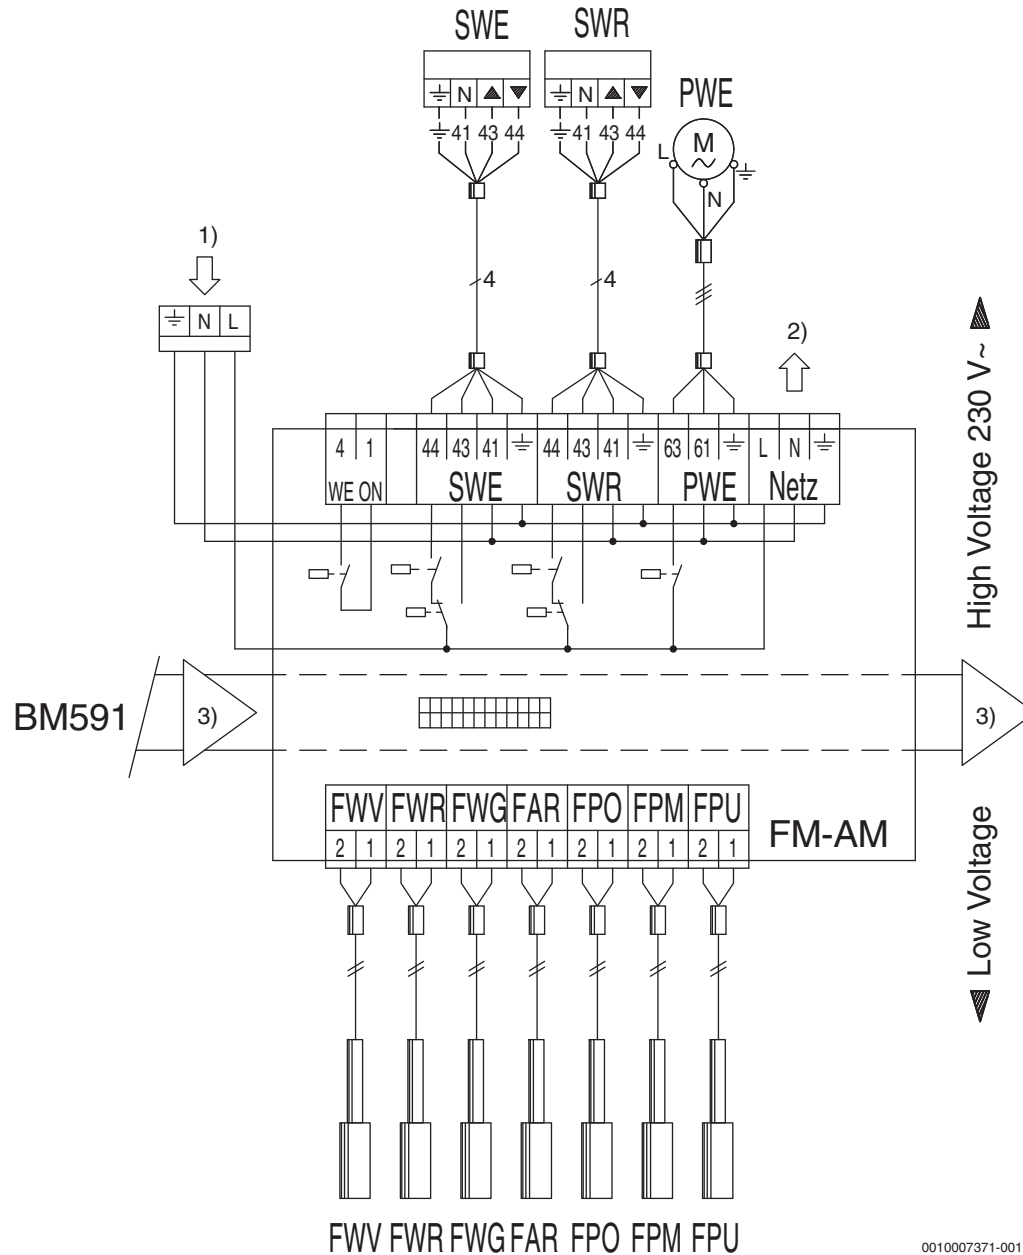 SWE SWR
N N PWE
41 43 44 41 43 44 L M
N
1)
4 4
N L 2)
4 1 44 43 41 44 43 41 63 61 L N
WE ON SWE SWR PWE Netz
High Voltage 230 V~
BM591 3) 3)
FWV FWR FWG FAR FPO FPM FPU FM-AM
2 1 2 1 2 1 2 1 2 1 2 1 2 1
Low Voltage
FWV FWR FWG FAR FPO FPM FPU
0010007371-001